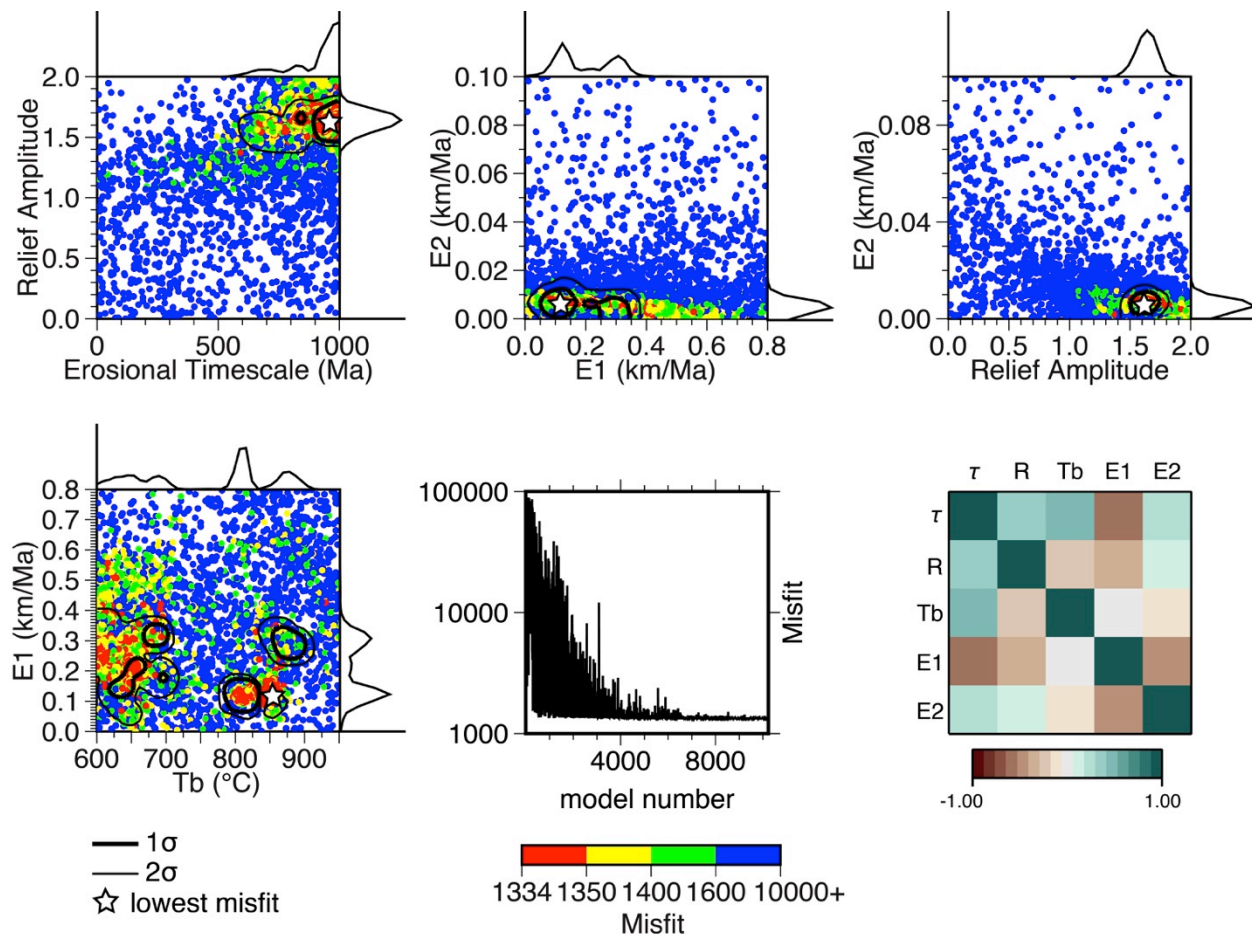 2.0
1.5
1.0
0.5
0.0
Relief Amplitude
0 500 1000
Erosional Timescale (Ma)
0.10
0.08
0.06
0.04
0.02
0.00
E2 (km/Ma)
0.0 0.2 0.4 0.6 0.8
E1 (km/Ma)
0.08
0.04
0.00
E2 (km/Ma)
0.0 0.5 1.0 1.5 2.0
Relief Amplitude
0.8
0.7
0.6
0.5
0.4
0.3
0.2
0.1
0.0
E1 (km/Ma)
600 700 800 900
Tb (°C)
100000
10000
1000
Misfit
4000 8000
model number
τ R Tb E1 E2
τ
R
Tb
E1
E2
-1.00 1.00
1σ
2σ
lowest misfit
1334 1350 1400 1600 10000+
Misfit